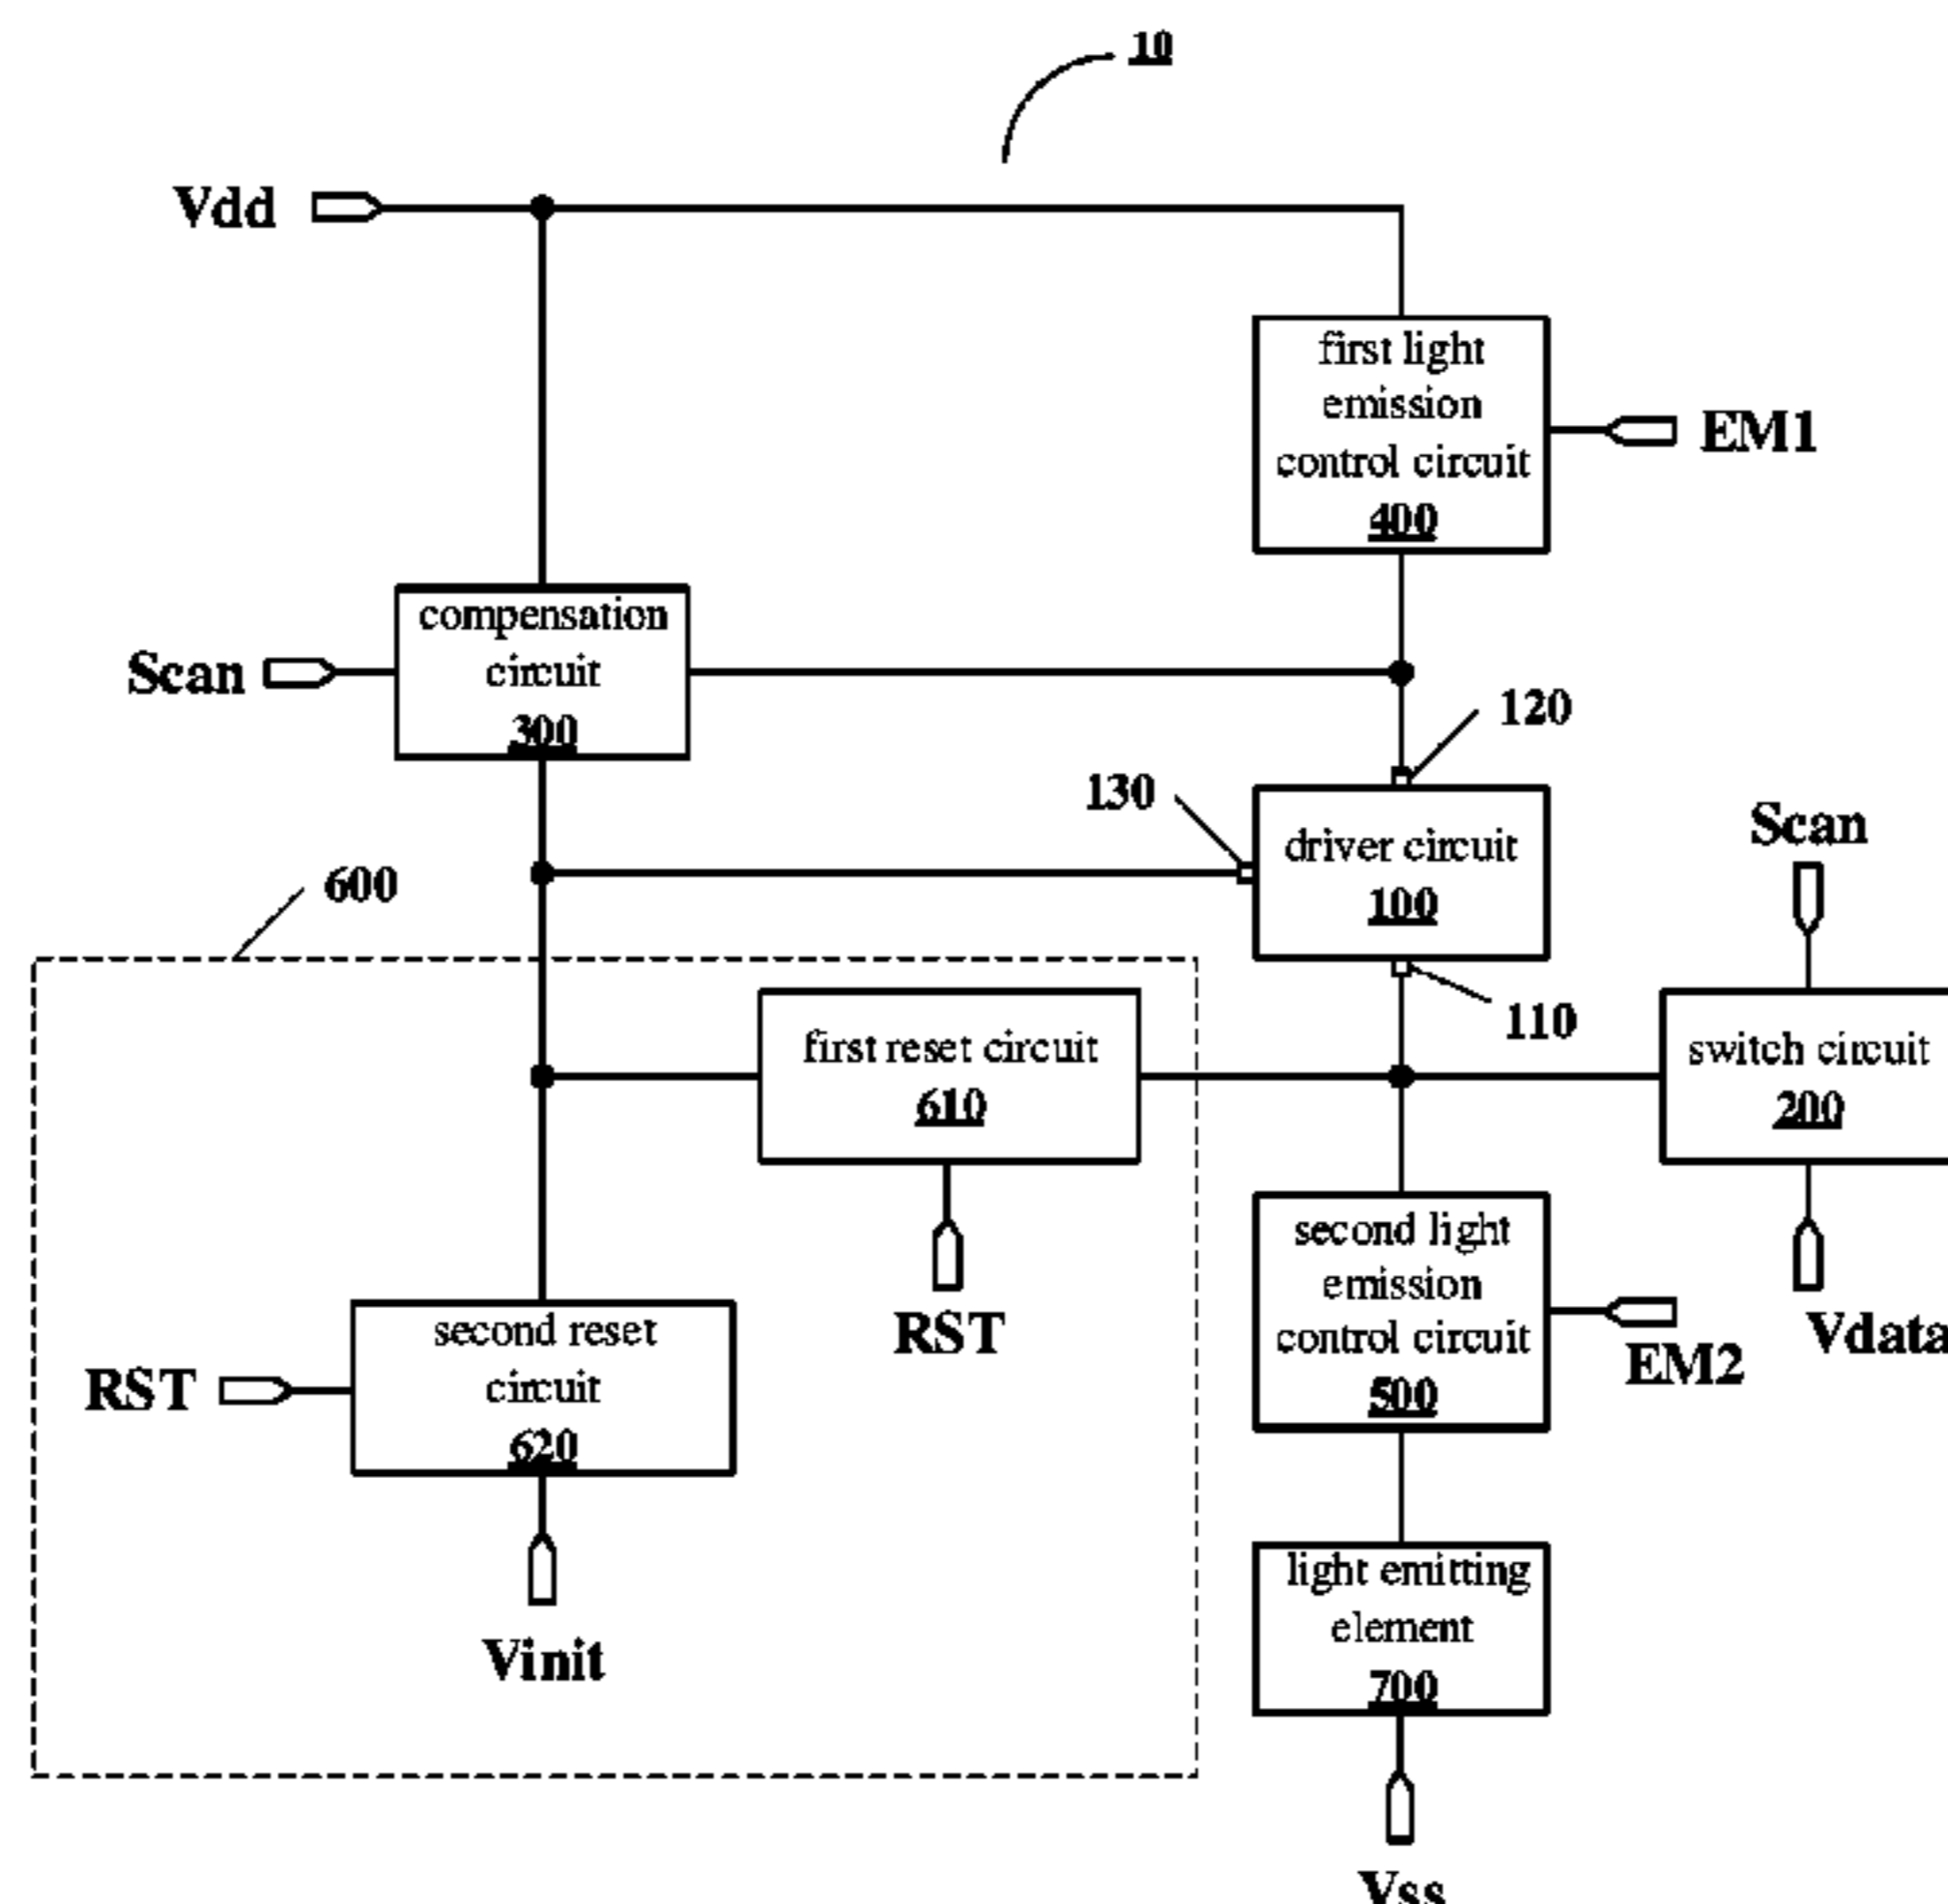 10
Vdd
first light
emission
control circuit
400
EM1
compensation
circuit
300
Scan
120
130
driver circuit
100
Scan
600
110
first reset circuit
610
switch circuit
200
second light
emission
control circuit
500
RST
Vdata
EM2
second reset
circuit
620
RST
light emitting
element
700
Vinit
Vss